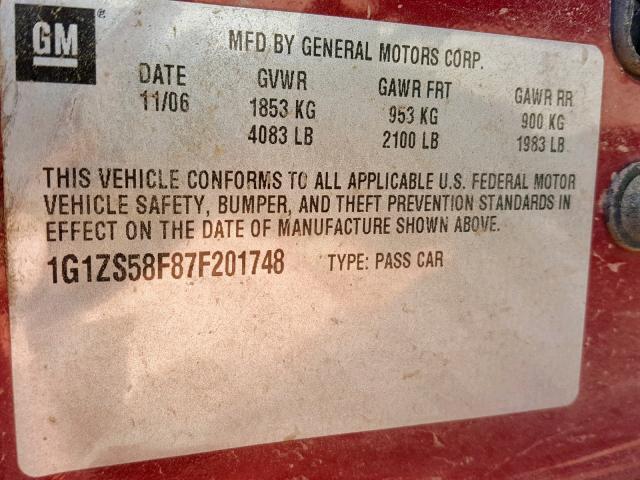 GM ®
MFD BY GENERAL MOTORS CORP.
DATE GVWR GAWR FRT GAWR RR
11/06 1853 KG 953 KG 900 KG
4083 LB 2100 LB 1983 LB
THIS VEHICLE CONFORMS TO ALL APPLICABLE U.S. FEDERAL MOTOR
VEHICLE SAFETY, BUMPER, AND THEFT PREVENTION STANDARDS IN
EFFECT ON THE DATE OF MANUFACTURE SHOWN ABOVE.
1G1ZS58F87F201748 TYPE: PASS CAR